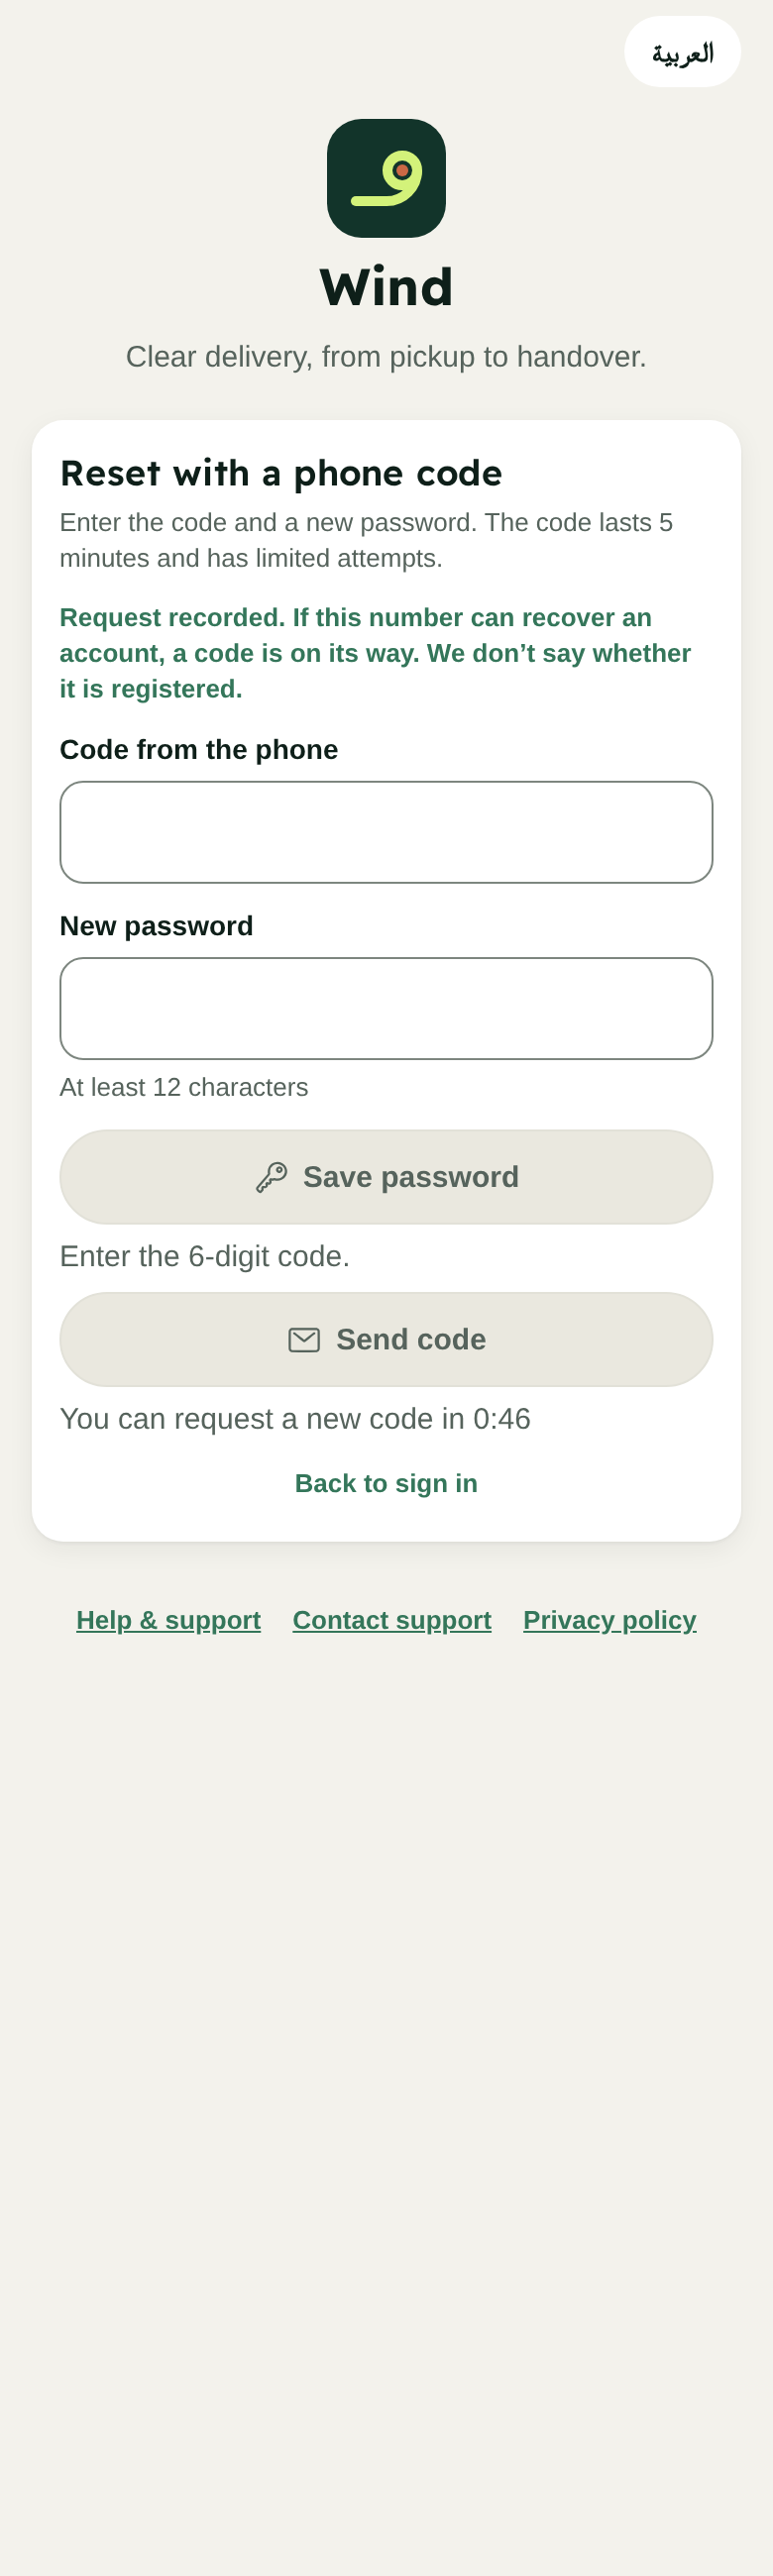 العربية
Wind
Clear delivery, from pickup to handover.
Reset with a phone code
Enter the code and a new password. The code lasts 5
minutes and has limited attempts.
Request recorded. If this number can recover an
account, a code is on its way. We don’t say whether
it is registered.
Code from the phone
New password
At least 12 characters
Save password
Enter the 6-digit code.
Send code
You can request a new code in 0:46
Back to sign in
Help & support Contact support Privacy policy